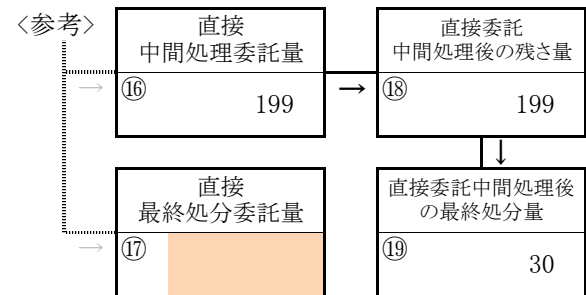 〈参考〉
直接
中間処理委託量
⑯
199
→
→
直接委託
中間処理後の残さ量
⑱
199
↓
直接
最終処分委託量
⑰
→
直接委託中間処理後
の最終処分量
⑲
30